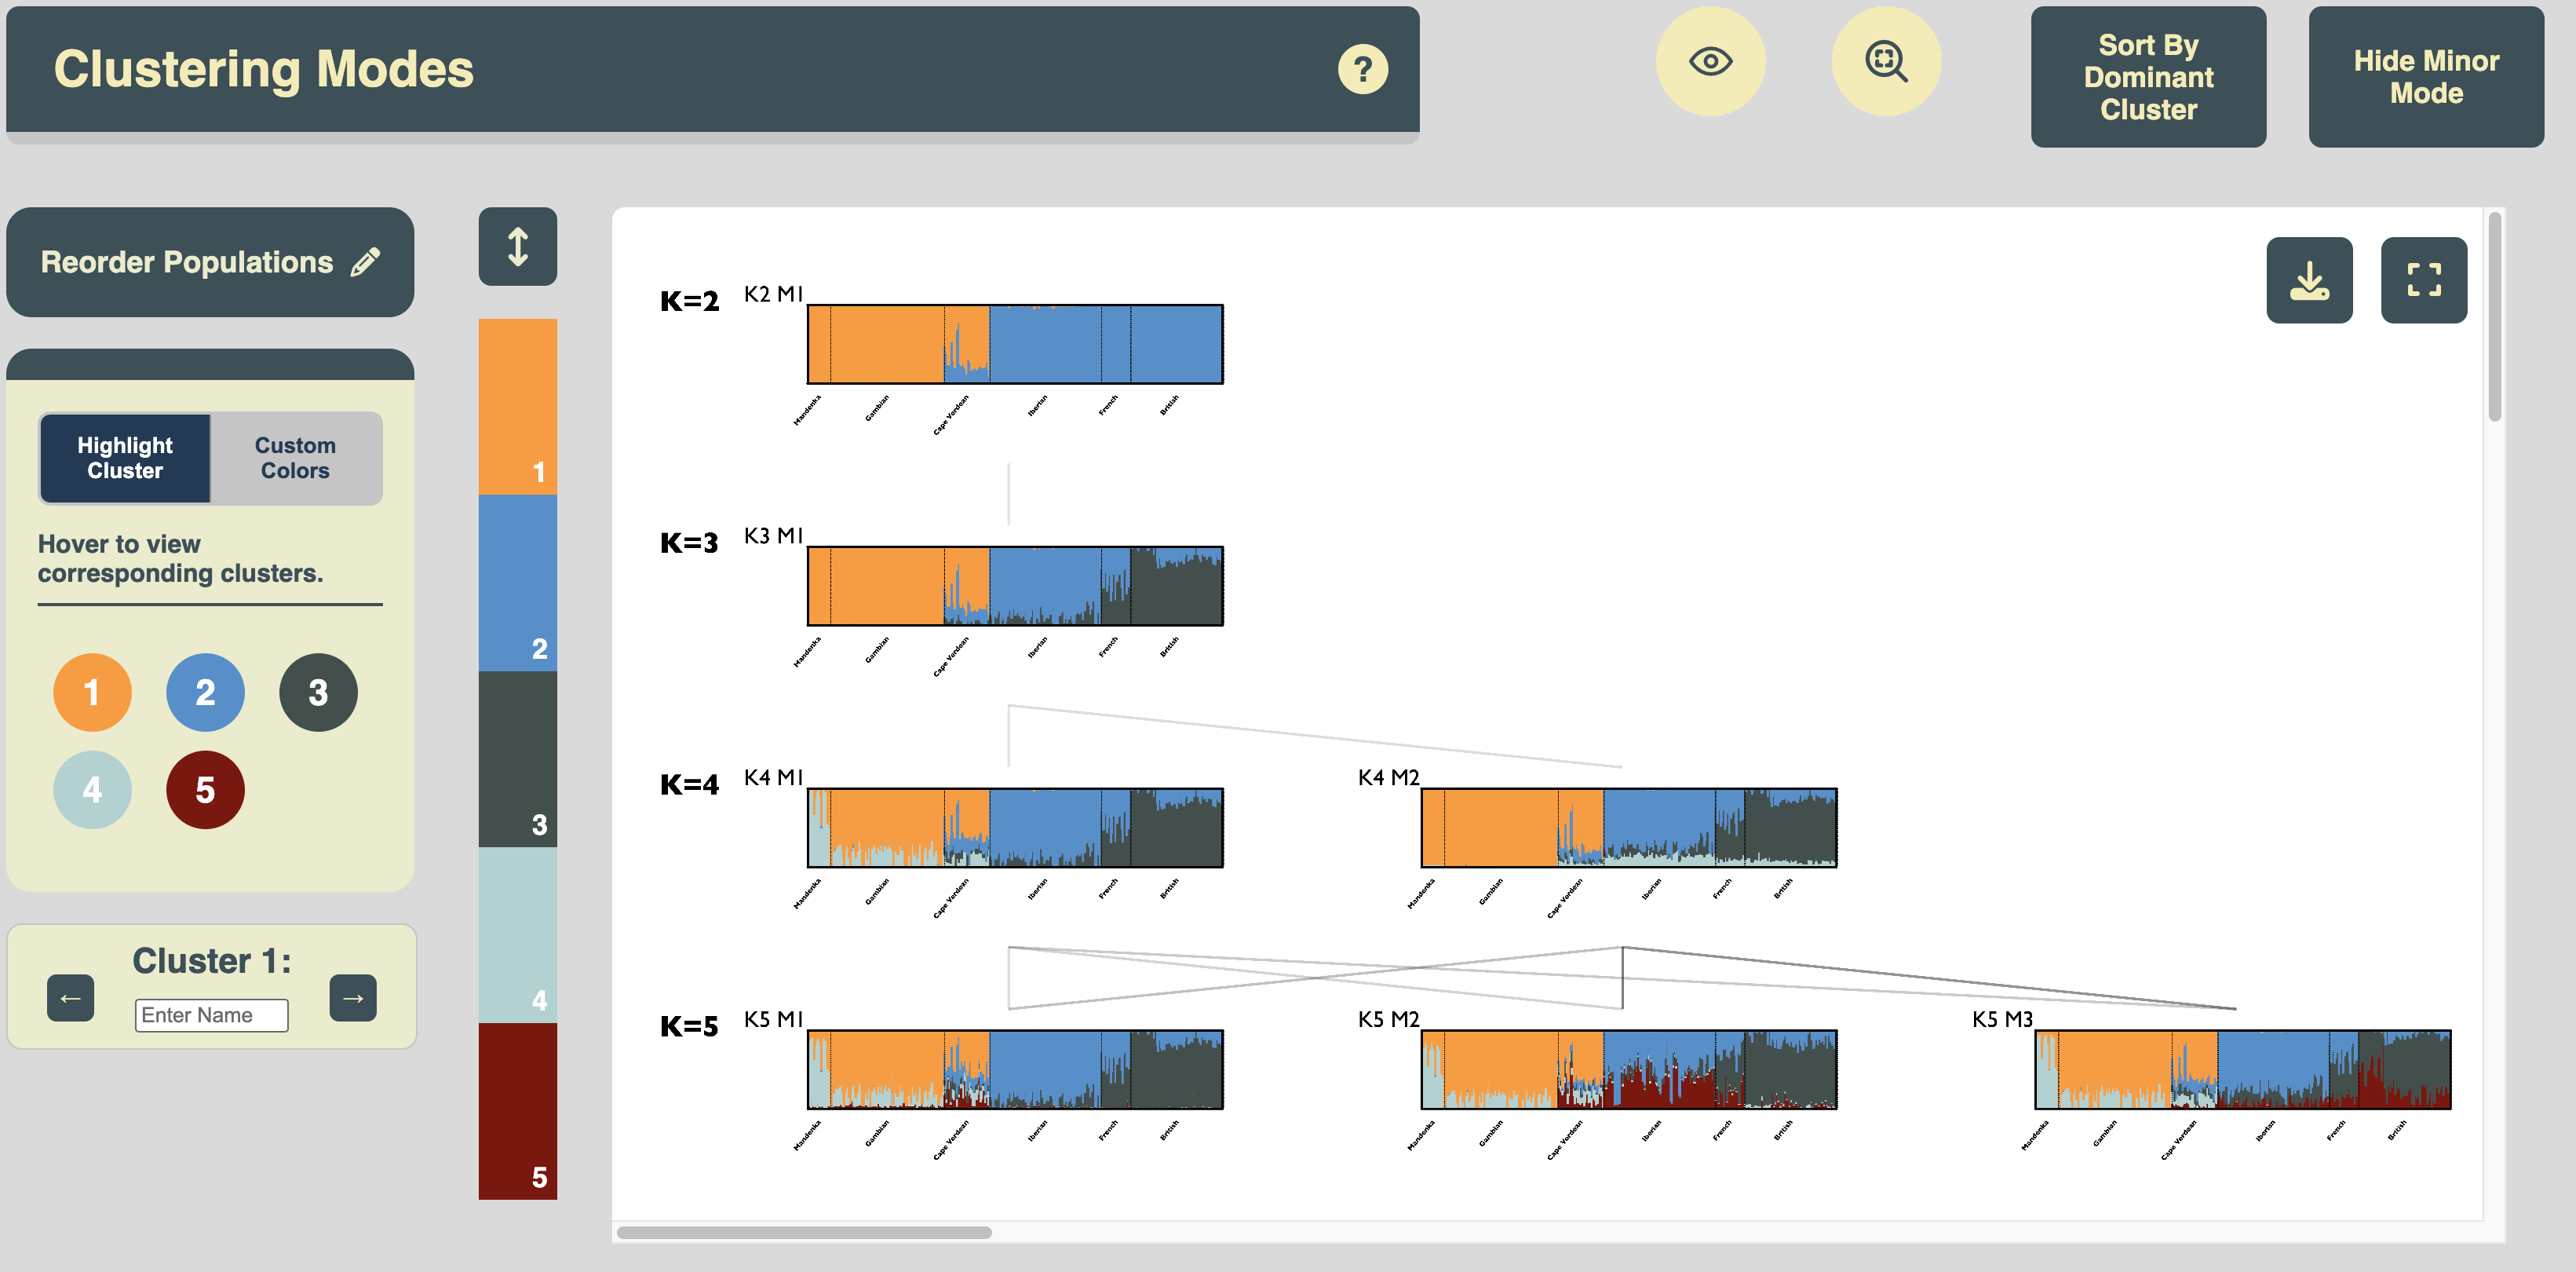 Clustering Modes
?
Sort By
Dominant
Cluster
Hide Minor
Mode
Reorder Populations
Highlight
Cluster
Custom
Colors
Hover to view
corresponding clusters.
1
2
3
4
5
Cluster 1:
←
Enter Name
→
1
2
3
4
5
K=2
K2 M1
Mandenka
Gambian
Cape Verdean
Iberian
French
British
K=3
K3 M1
Mandenka
Gambian
Cape Verdean
Iberian
French
British
K=4
K4 M1
Mandenka
Gambian
Cape Verdean
Iberian
French
British
K4 M2
Mandenka
Gambian
Cape Verdean
Iberian
French
British
K=5
K5 M1
Mandenka
Gambian
Cape Verdean
Iberian
French
British
K5 M2
Mandenka
Gambian
Cape Verdean
Iberian
French
British
K5 M3
Mandenka
Gambian
Cape Verdean
Iberian
French
British